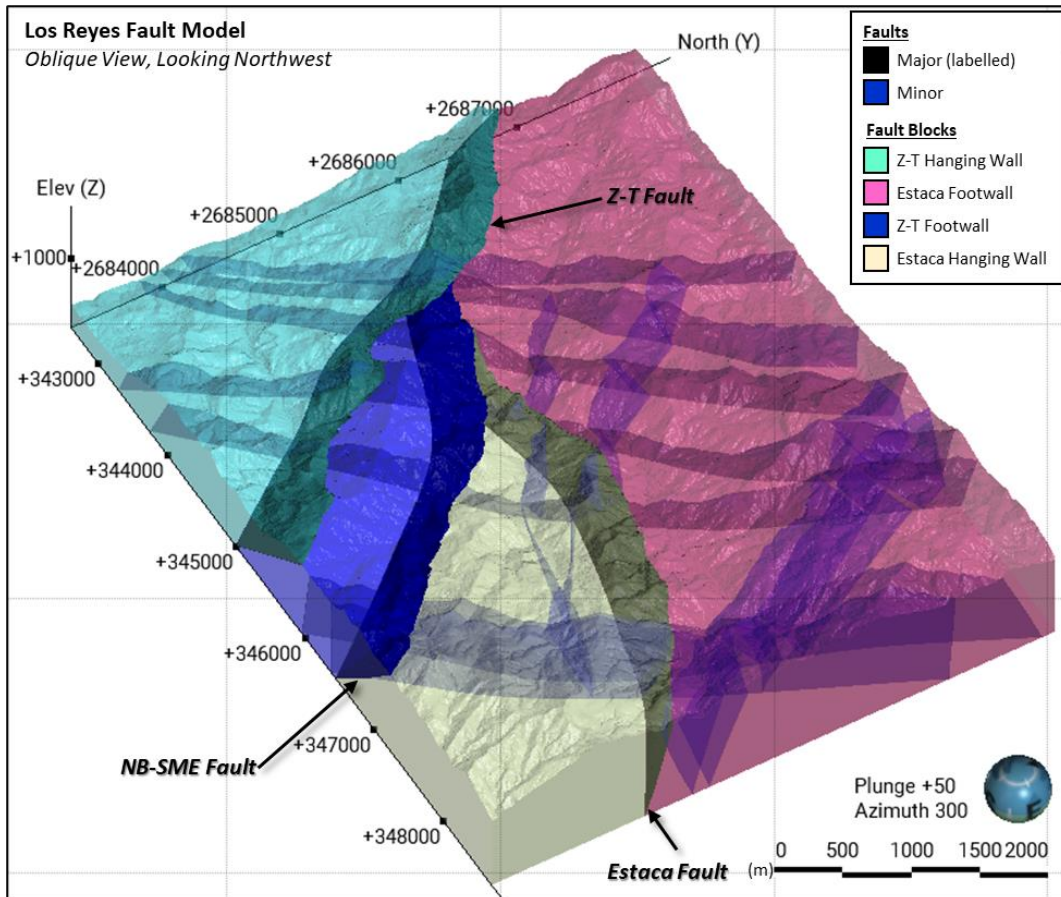 Los Reyes Fault Model
Oblique View, Looking Northwest
North (Y)
+2687000
+2686000
+2685000
+2684000
Elev (Z)
+1000
+343000
+344000
+345000
+346000
+347000
+348000
Z-T Fault
NB-SME Fault
Estaca Fault
Faults
Major (labelled)
Minor
Fault Blocks
Z-T Hanging Wall
Estaca Footwall
Z-T Footwall
Estaca Hanging Wall
Plunge +50
Azimuth 300
(m) 0 500 1000 1500 2000